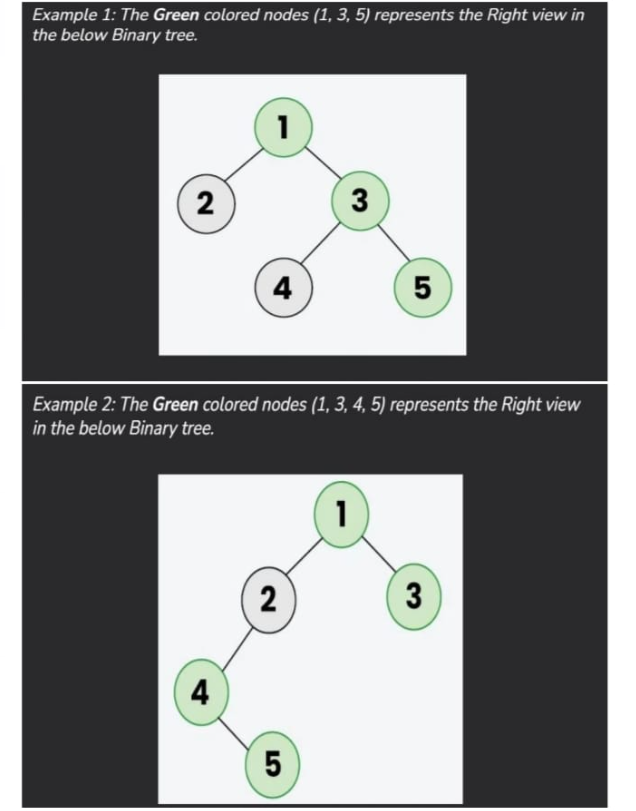 Example 1: The Green colored nodes (1, 3, 5) represents the Right view in
the below Binary tree.
1
2
3
4
5
Example 2: The Green colored nodes (1, 3, 4, 5) represents the Right view
in the below Binary tree.
1
2
3
4
5